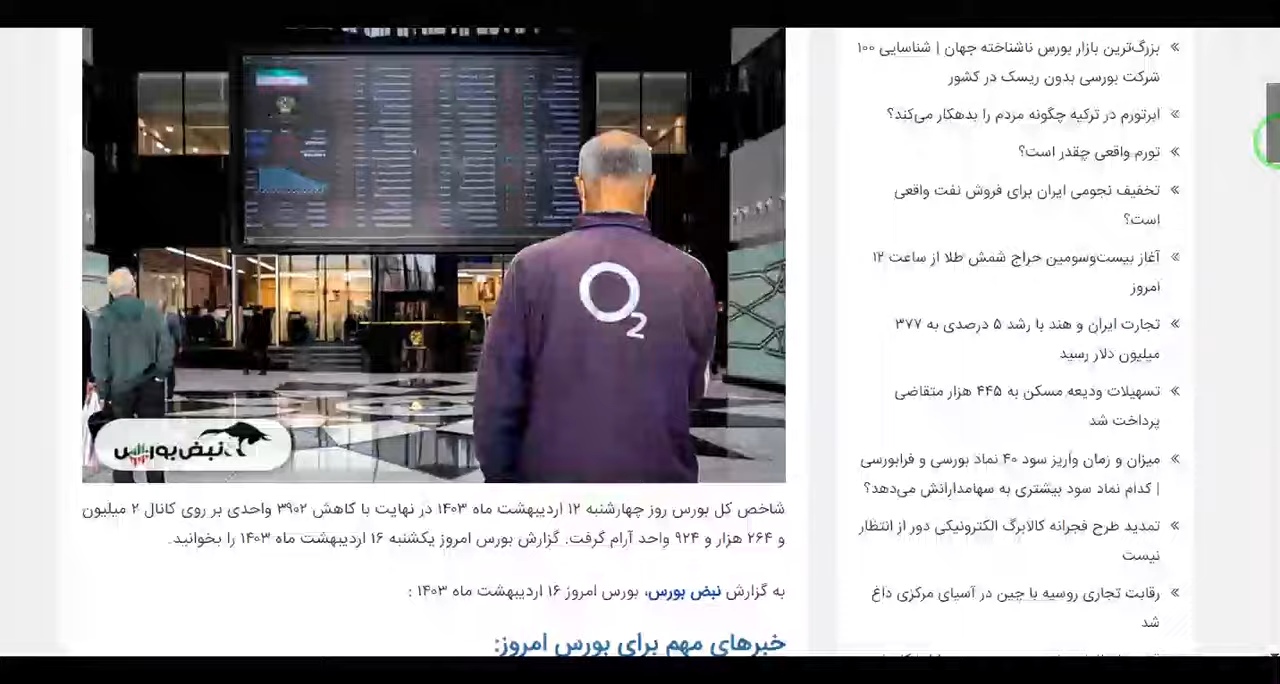 O2
نبض بورس
شاخص کل بورس روز چهارشنبه ۱۲ اردیبهشت ماه ۱۴۰۳ در نهایت با کاهش ۳۹۰۲ واحدی بر روی کانال ۲ میلیون
و ۲۶۴ هزار و ۹۲۴ واحد آرام گرفت. گزارش بورس امروز یکشنبه ۱۶ اردیبهشت ماه ۱۴۰۳ را بخوانید.
به گزارش نبض بورس، بورس امروز ۱۶ اردیبهشت ماه ۱۴۰۳ :
خبرهای مهم برای بورس امروز:
بزرگ‌ترین بازار بورس ناشناخته جهان | شناسایی ۱۰۰
شرکت بورسی بدون ریسک در کشور
ابرتورم در ترکیه چگونه مردم را بدهکار می‌کند؟
تورم واقعی چقدر است؟
تخفیف نجومی ایران برای فروش نفت واقعی
است؟
آغاز بیست‌وسومین حراج شمش طلا از ساعت ۱۲
امروز
تجارت ایران و هند با رشد ۵ درصدی به ۳۷۷
میلیون دلار رسید
تسهیلات ودیعه مسکن به ۴۴۵ هزار متقاضی
پرداخت شد
میزان و زمان واریز سود ۴۰ نماد بورسی و فرابورسی
| کدام نماد سود بیشتری به سهامدارانش می‌دهد؟
تمدید طرح فجرانه کالابرگ الکترونیکی دور از انتظار
نیست
رقابت تجاری روسیه با چین در آسیای مرکزی داغ
شد